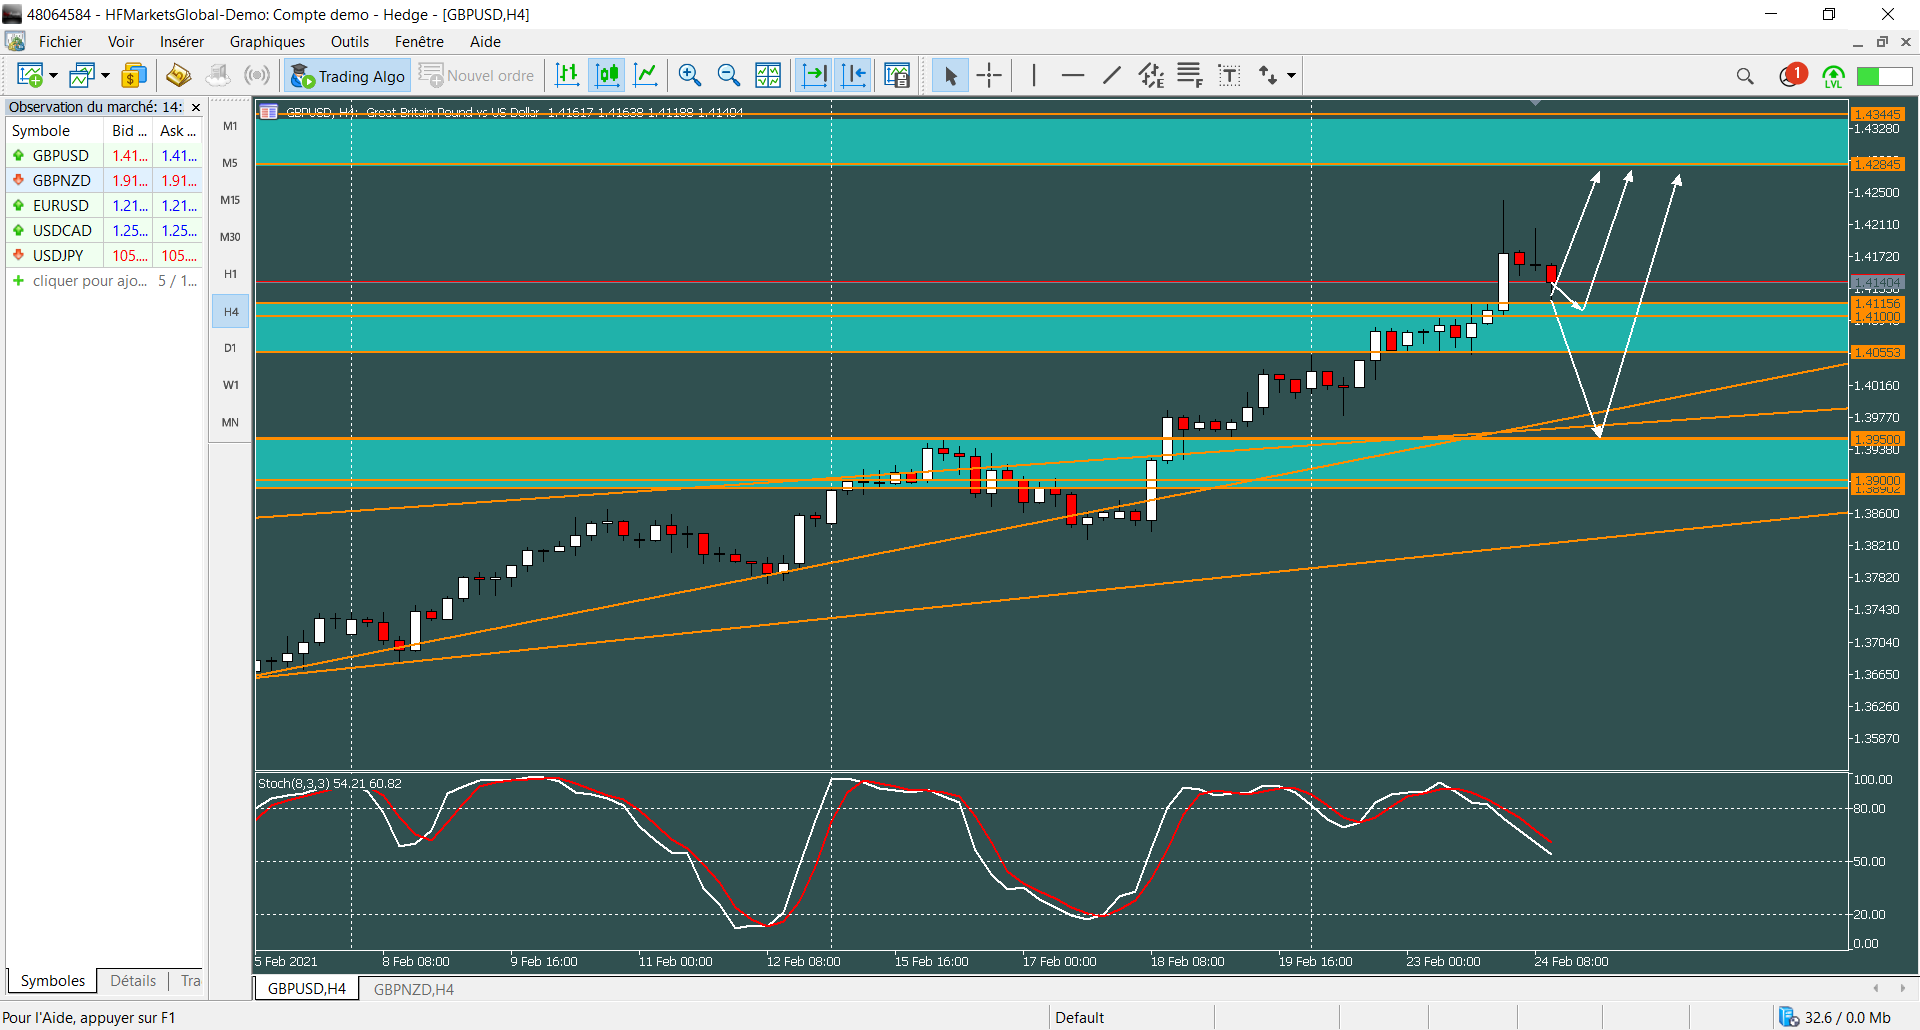 48064584 - HFMarketsGlobal-Demo: Compte demo - Hedge - [GBPUSD,H4]
Fichier Voir Insérer Graphiques Outils Fenêtre Aide
Trading Algo Nouvel ordre 1 LVL
Observation du marché: 14:
Symbole Bid ... Ask ...
GBPUSD 1.41... 1.41...
GBPNZD 1.91... 1.91...
EURUSD 1.21... 1.21...
USDCAD 1.25... 1.25...
USDJPY 105.... 105....
cliquer pour ajo... 5 / 1...
Symboles Détails Tra
M1
M5
M15
M30
H1
H4
D1
W1
MN
GBPUSD, H4: Great Britain Pound vs US Dollar 1.41617 1.41638 1.41188 1.41404
1.43445
1.43280
1.42845
1.42500
1.42110
1.41720
1.41404
1.41156
1.41000
1.40553
1.40160
1.39770
1.39500
1.39380
1.39000
1.38902
1.38600
1.38210
1.37820
1.37430
1.37040
1.36650
1.36260
1.35870
Stoch(8,3,3) 54.21 60.82
100.00
80.00
50.00
20.00
0.00
5 Feb 2021 8 Feb 08:00 9 Feb 16:00 11 Feb 00:00 12 Feb 08:00 15 Feb 16:00 17 Feb 00:00 18 Feb 08:00 19 Feb 16:00 23 Feb 00:00 24 Feb 08:00
GBPUSD,H4 GBPNZD,H4
Pour l'Aide, appuyer sur F1 Default 32.6 / 0.0 Mb